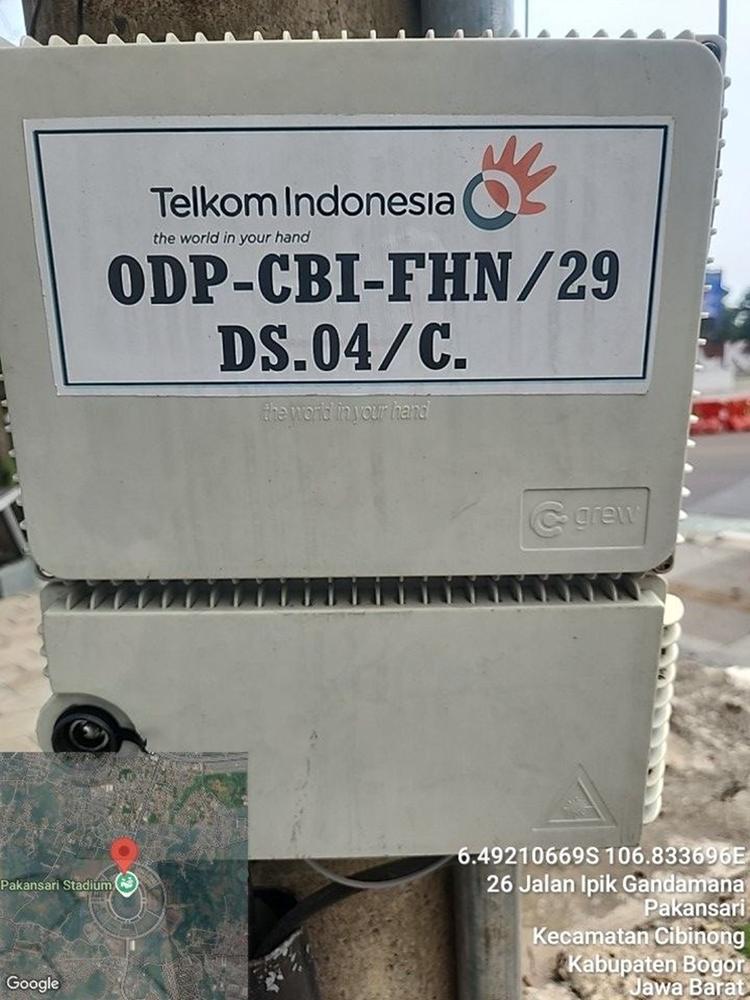 Telkom Indonesia
the world in your hand
ODP-CBI-FHN/29
DS.04/C.
the world in your hand
grew
Pakansari Stadium
Google
6.49210669S 106.833696E
26 Jalan Ipik Gandamana
Pakansari
Kecamatan Cibinong
Kabupaten Bogor
Jawa Barat